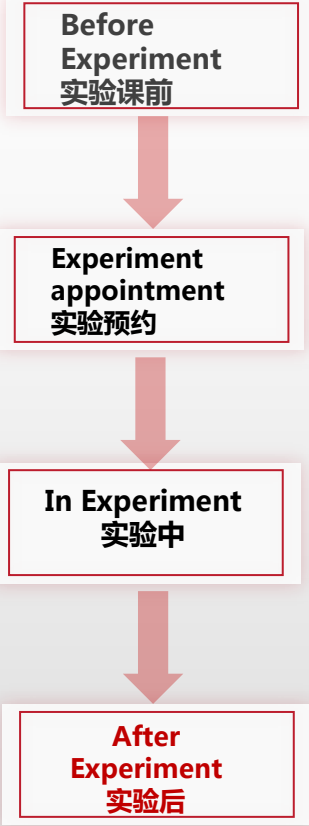 Before
Experiment
实验课前
Experiment
appointment
实验预约
In Experiment
实验中
After
Experiment
实验后